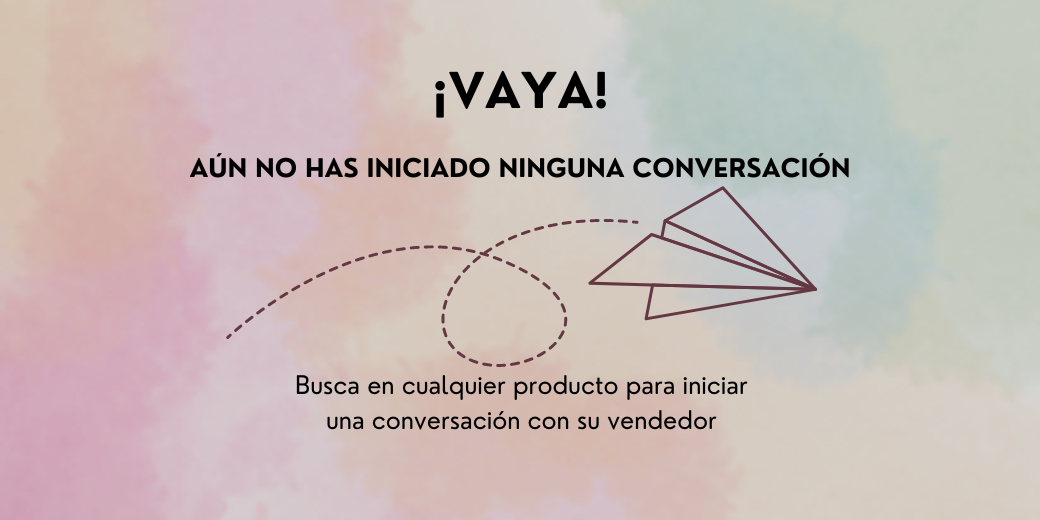 ¡VAYA!
AÚN NO HAS INICIADO NINGUNA CONVERSACIÓN
Busca en cualquier producto para iniciar
una conversación con su vendedor